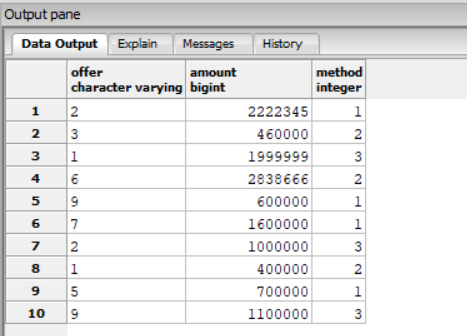 Output pane
Data Output Explain Messages History
offer amount method
character varying bigint integer
1 2 2222345 1
2 3 460000 2
3 1 1999999 3
4 6 2838666 2
5 9 600000 1
6 7 1600000 1
7 2 1000000 3
8 1 400000 2
9 5 700000 1
10 9 1100000 3